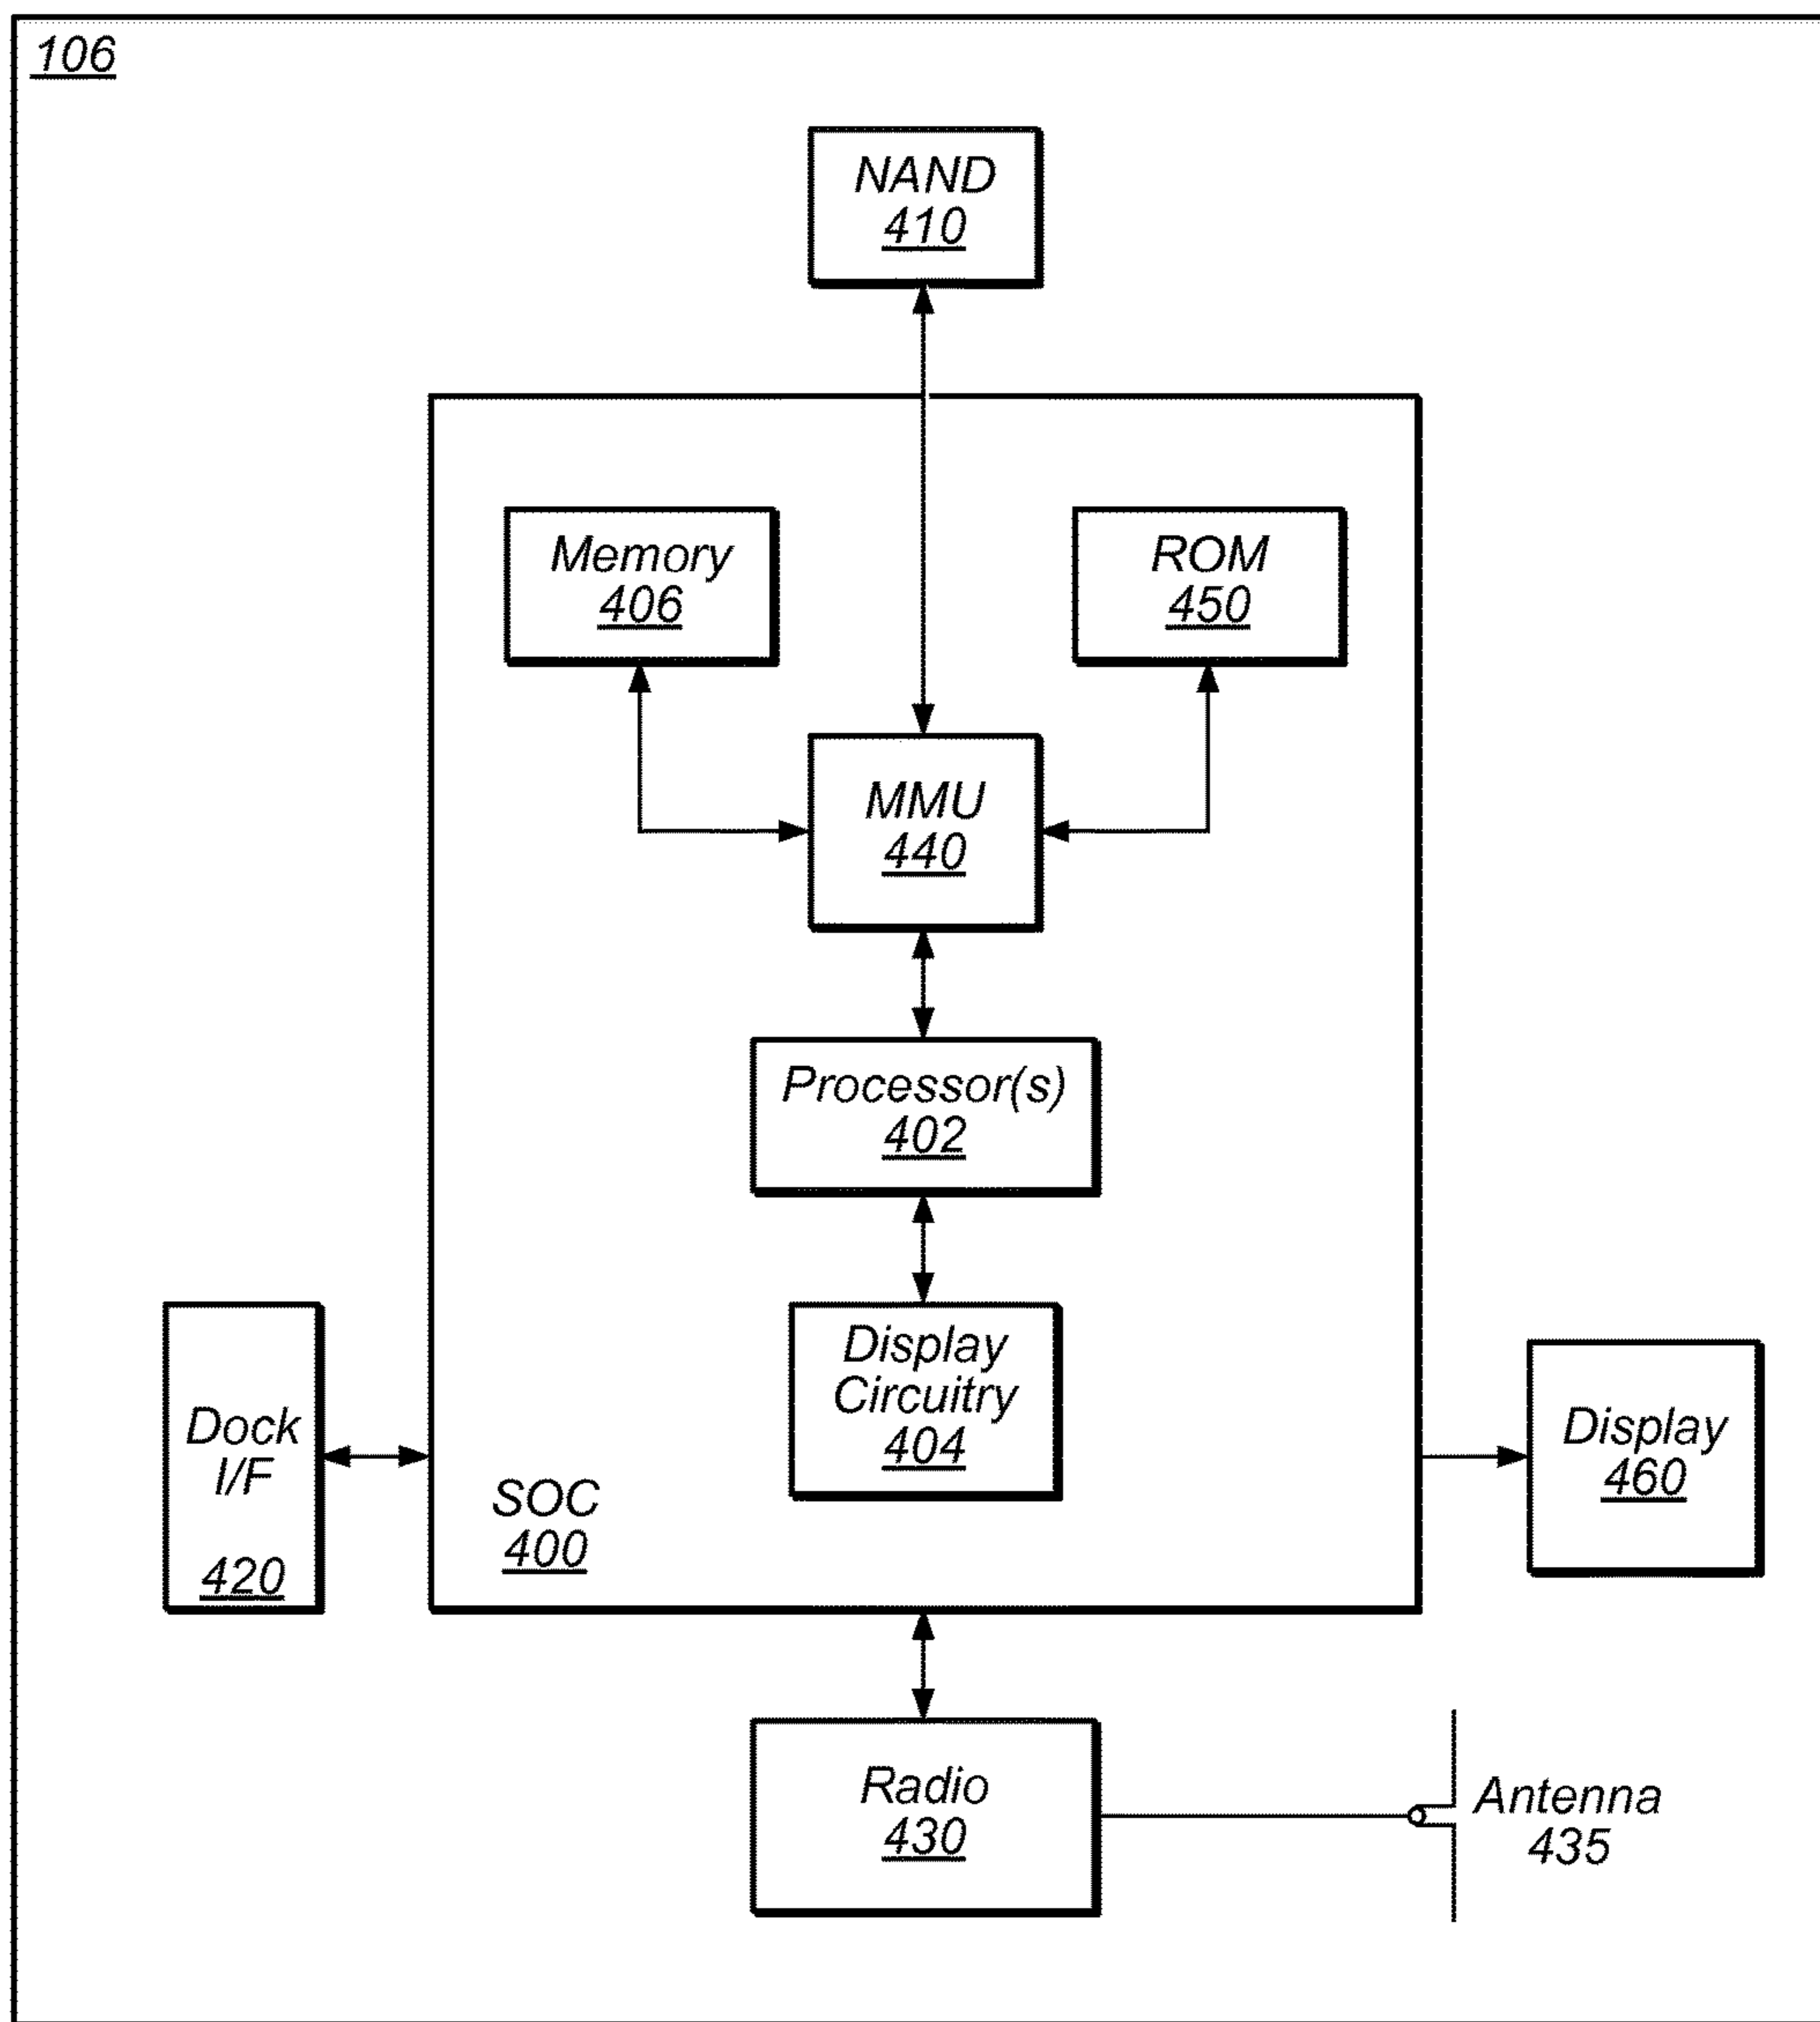 106
NAND
410
Memory
406
ROM
450
MMU
440
Processor(s)
402
Display
Circuitry
404
Dock
I/F
420
SOC
400
Display
460
Radio
430
Antenna
435